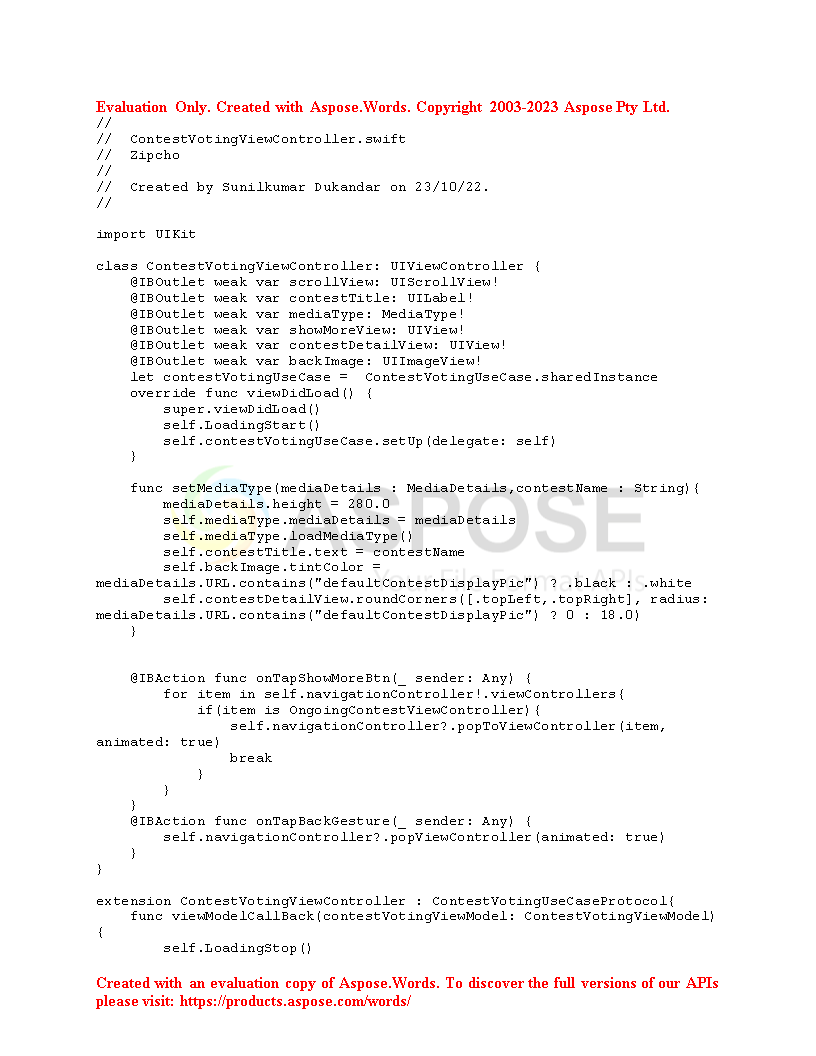 Evaluation Only. Created with Aspose.Words. Copyright 2003-2023 Aspose Pty Ltd.
//
//  ContestVotingViewController.swift
//  Zipcho
//
//  Created by Sunilkumar Dukandar on 23/10/22.
//
import UIKit
class ContestVotingViewController: UIViewController {
    @IBOutlet weak var scrollView: UIScrollView!
    @IBOutlet weak var contestTitle: UILabel!
    @IBOutlet weak var mediaType: MediaType!
    @IBOutlet weak var showMoreView: UIView!
    @IBOutlet weak var contestDetailView: UIView!
    @IBOutlet weak var backImage: UIImageView!
    let contestVotingUseCase =  ContestVotingUseCase.sharedInstance
    override func viewDidLoad() {
        super.viewDidLoad()
        self.LoadingStart()
        self.contestVotingUseCase.setUp(delegate: self)
    }
    func setMediaType(mediaDetails : MediaDetails,contestName : String){
        mediaDetails.height = 280.0
        self.mediaType.mediaDetails = mediaDetails
        self.mediaType.loadMediaType()
        self.contestTitle.text = contestName
        self.backImage.tintColor =
mediaDetails.URL.contains("defaultContestDisplayPic") ? .black : .white
        self.contestDetailView.roundCorners([.topLeft,.topRight], radius:
mediaDetails.URL.contains("defaultContestDisplayPic") ? 0 : 18.0)
    }
ASPOSE
Your File Format APIs
    @IBAction func onTapShowMoreBtn(_ sender: Any) {
        for item in self.navigationController!.viewControllers{
            if(item is OngoingContestViewController){
                self.navigationController?.popToViewController(item,
animated: true)
                break
            }
        }
    }
    @IBAction func onTapBackGesture(_ sender: Any) {
        self.navigationController?.popViewController(animated: true)
    }
}
extension ContestVotingViewController : ContestVotingUseCaseProtocol{
    func viewModelCallBack(contestVotingViewModel: ContestVotingViewModel)
{
        self.LoadingStop()
Created with an evaluation copy of Aspose.Words. To discover the full versions of our APIs
please visit: https://products.aspose.com/words/